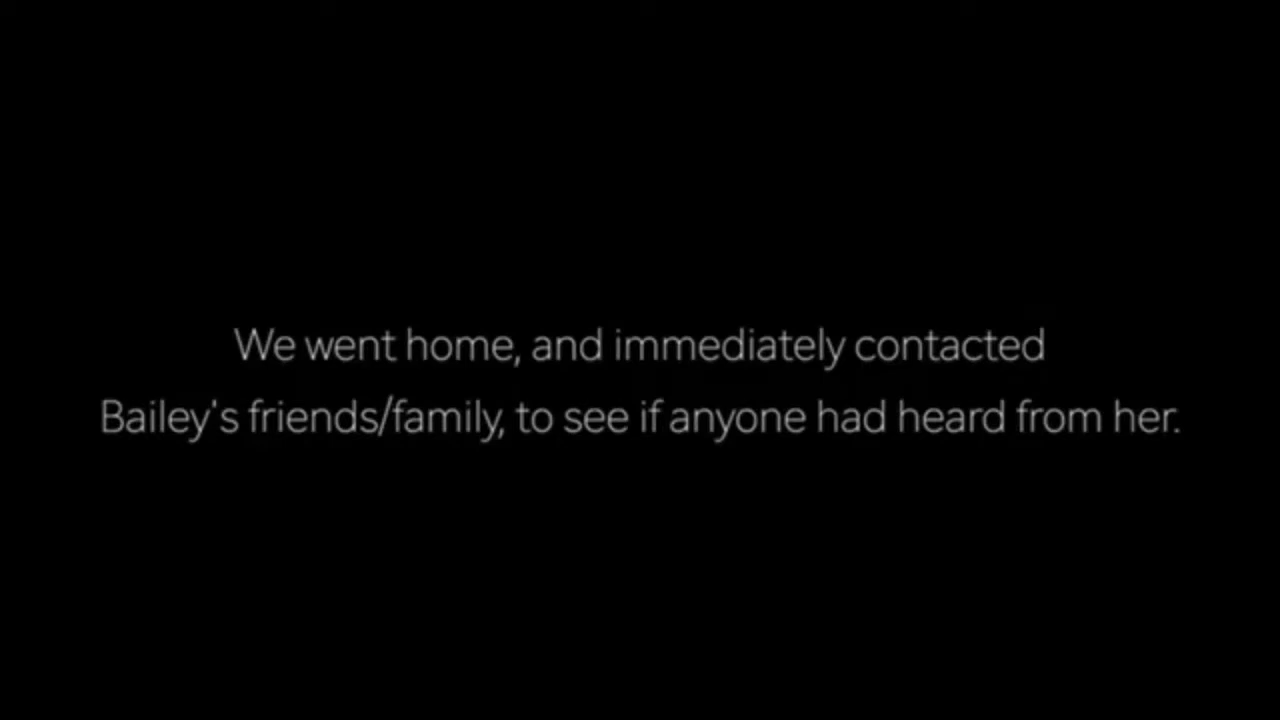 We went home, and immediately contacted
Bailey's friends/family, to see if anyone had heard from her.